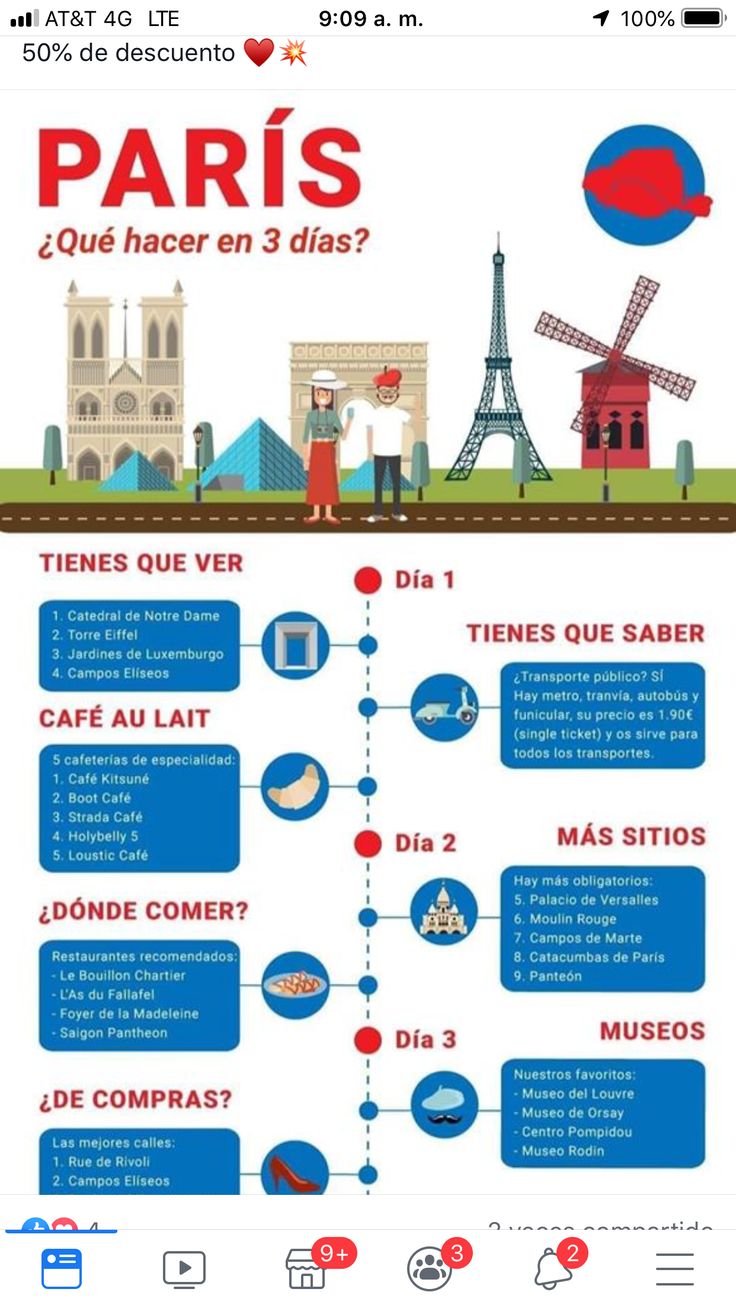 AT&T 4G LTE
9:09 a. m.
100%
50% de descuento
PARÍS
¿Qué hacer en 3 días?
TIENES QUE VER
1. Catedral de Notre Dame
2. Torre Eiffel
3. Jardines de Luxemburgo
4. Campos Elíseos
Día 1
TIENES QUE SABER
¿Transporte público? SÍ
Hay metro, tranvía, autobús y
funicular, su precio es 1.90€
(single ticket) y os sirve para
todos los transportes.
CAFÉ AU LAIT
5 cafeterías de especialidad:
1. Café Kitsuné
2. Boot Café
3. Strada Café
4. Holybelly 5
5. Loustic Café
Día 2
MÁS SITIOS
Hay más obligatorios:
5. Palacio de Versalles
6. Moulin Rouge
7. Campos de Marte
8. Catacumbas de París
9. Panteón
¿DÓNDE COMER?
Restaurantes recomendados:
- Le Bouillon Chartier
- L'As du Fallafel
- Foyer de la Madeleine
- Saigon Pantheon
Día 3
MUSEOS
Nuestros favoritos:
- Museo del Louvre
- Museo de Orsay
- Centro Pompidou
- Museo Rodin
¿DE COMPRAS?
Las mejores calles:
1. Rue de Rivoli
2. Campos Elíseos
4
2 veces compartido
9+
3
2